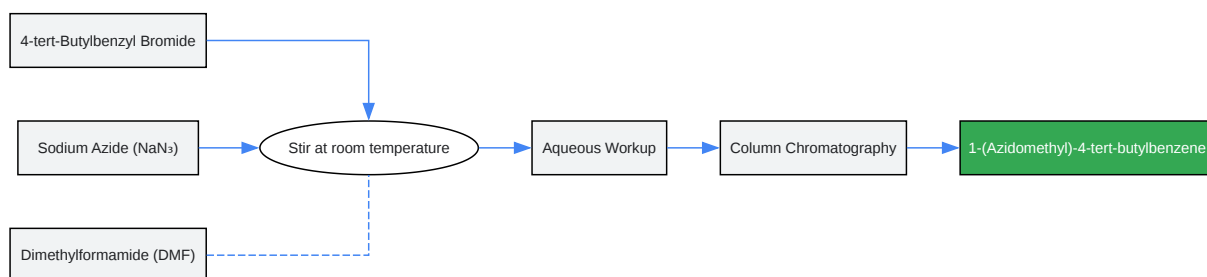 4-tert-Butylbenzyl Bromide
Sodium Azide (NaN₃)
Stir at room temperature
Aqueous Workup
Column Chromatography
1-(Azidomethyl)-4-tert-butylbenzene
Dimethylformamide (DMF)